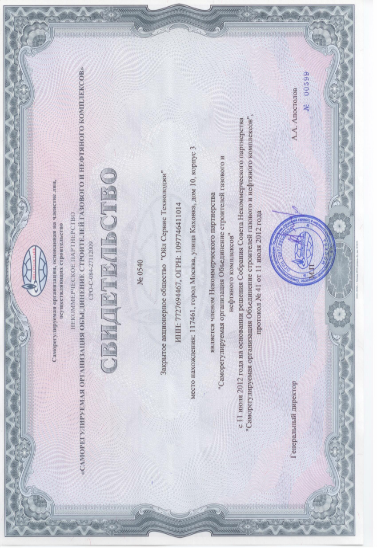 Саморегулируемая организация, основанная на членстве лиц,
осуществляющих строительство
НЕКОММЕРЧЕСКОЕ ПАРТНЕРСТВО
«САМОРЕГУЛИРУЕМАЯ ОРГАНИЗАЦИЯ ОБЪЕДИНЕНИЕ СТРОИТЕЛЕЙ ГАЗОВОГО И НЕФТЯНОГО КОМПЛЕКСОВ»
СРО-С-084-27112009
СВИДЕТЕЛЬСТВО
№ 0540
Закрытое акционерное общество "Ойл Сервис Технолоджи"
ИНН: 7727694467, ОГРН: 1097746411014
место нахождения: 117461, город Москва, улица Каховка, дом 10, корпус 3
является членом Некоммерческого партнерства
"Саморегулируемая организация Объединение строителей газового и
нефтяного комплексов"
с 11 июля 2012 года на основании решения Собрания Совета Некоммерческого партнерства
"Саморегулируемая организация Объединение строителей газового и нефтяного комплексов",
протокол № 41 от 11 июля 2012 года
Генеральный директор
А.А. Апостолов
№ 00599